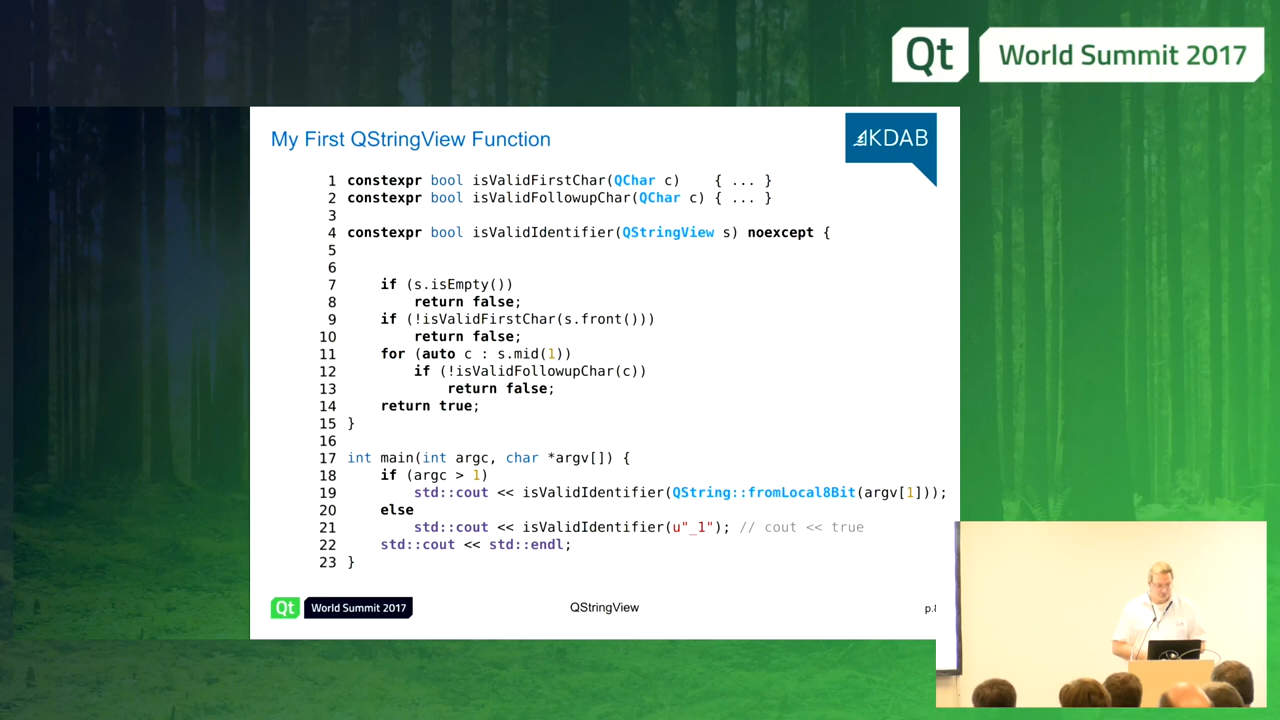 Qt World Summit 2017
My First QStringView Function
KDAB
1 constexpr bool isValidFirstChar(QChar c) { ... }
2 constexpr bool isValidFollowupChar(QChar c) { ... }
3
4 constexpr bool isValidIdentifier(QStringView s) noexcept {
5
6
7 if (s.isEmpty())
8 return false;
9 if (!isValidFirstChar(s.front()))
10 return false;
11 for (auto c : s.mid(1))
12 if (!isValidFollowupChar(c))
13 return false;
14 return true;
15 }
16
17 int main(int argc, char *argv[]) {
18 if (argc > 1)
19 std::cout << isValidIdentifier(QString::fromLocal8Bit(argv[1]));
20 else
21 std::cout << isValidIdentifier(u"_1"); // cout << true
22 std::cout << std::endl;
23 }
Qt World Summit 2017 QStringView p.8